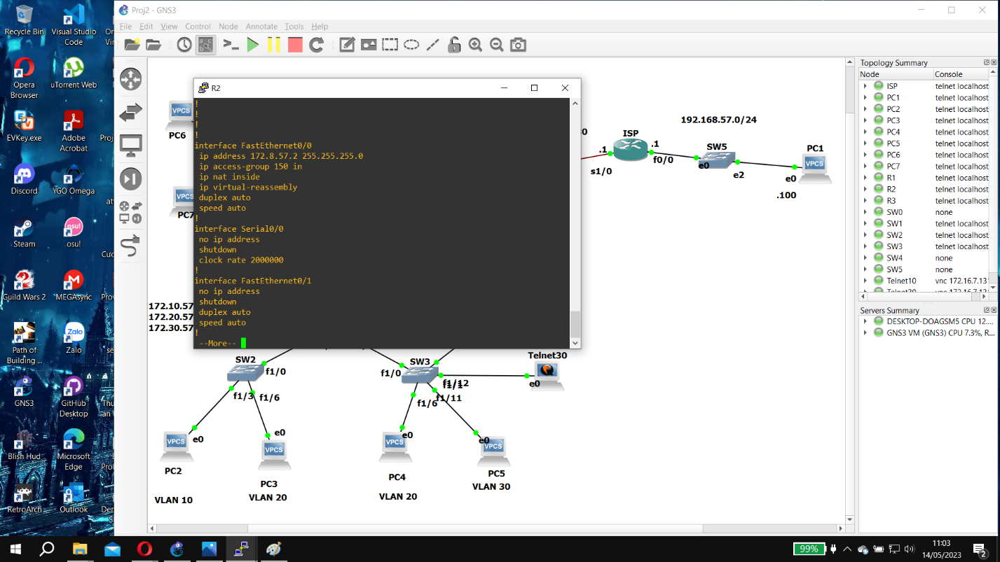 Proj2 - GNS3
File Edit View Control Node Annotate Tools Help
Recycle Bin
Visual Studio Code
Opera Browser
uTorrent Web
EVKey.exe
Adobe Acrobat
Discord
YGO Omega
Steam
osu!
Guild Wars 2
MEGAsync
Path of Building ...
Zalo
GNS3
GitHub Desktop
Blish Hud
Microsoft Edge
RetroArch
Outlook
R2
!
!
!
!
interface FastEthernet0/0
ip address 172.8.57.2 255.255.255.0
ip access-group 150 in
ip nat inside
ip virtual-reassembly
duplex auto
speed auto
!
interface Serial0/0
no ip address
shutdown
clock rate 2000000
!
interface FastEthernet0/1
no ip address
shutdown
duplex auto
speed auto
!
--More--
VPCS
PC6
VPCS
PC7
172.10.57
172.20.57
172.30.57
192.168.57.0/24
ISP
.1
.1
s1/0
f0/0
SW5
e0
e2
PC1
VPCS
e0
.100
SW2
f1/0
f1/3
f1/6
SW3
f1/0
f1/12
f1/6
f1/11
Telnet30
e0
e0
VPCS
PC2
VLAN 10
e0
VPCS
PC3
VLAN 20
e0
VPCS
PC4
VLAN 20
e0
VPCS
PC5
VLAN 30
Topology Summary
Node Console
ISP telnet localhost
PC1 telnet localhost
PC2 telnet localhost
PC3 telnet localhost
PC4 telnet localhost
PC5 telnet localhost
PC6 telnet localhost
PC7 telnet localhost
R1 telnet localhost
R2 telnet localhost
R3 telnet localhost
SW0 none
SW1 telnet localhost
SW2 telnet localhost
SW3 telnet localhost
SW4 none
SW5 none
Telnet10 vnc 172.16.7.131
Servers Summary
DESKTOP-DOAGSM5 CPU 12....
GNS3 VM (GNS3) CPU 7.3%, R...
99%
11:03
14/05/2023
2